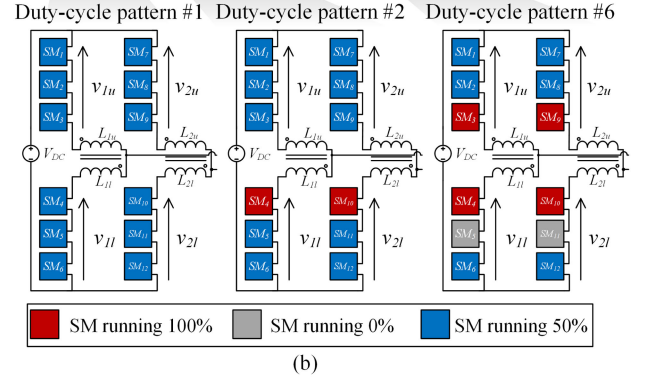 Duty-cycle pattern #1 Duty-cycle pattern #2 Duty-cycle pattern #6
SM1 SM7 SM1 SM7 SM1 SM7
SM2 v1u SM8 v2u SM2 v1u SM8 v2u SM2 v1u SM8 v2u
SM3 SM9 SM3 SM9 SM3 SM9
L1u L2u L1u L2u L1u L2u
VDC VDC VDC
L1l L2l L1l L2l L1l L2l
SM4 SM10 SM4 SM10 SM4 SM10
SM5 v1l SM11 v2l SM5 v1l SM11 v2l SM5 v1l SM11 v2l
SM6 SM12 SM6 SM12 SM6 SM12
SM running 100% SM running 0% SM running 50%
(b)